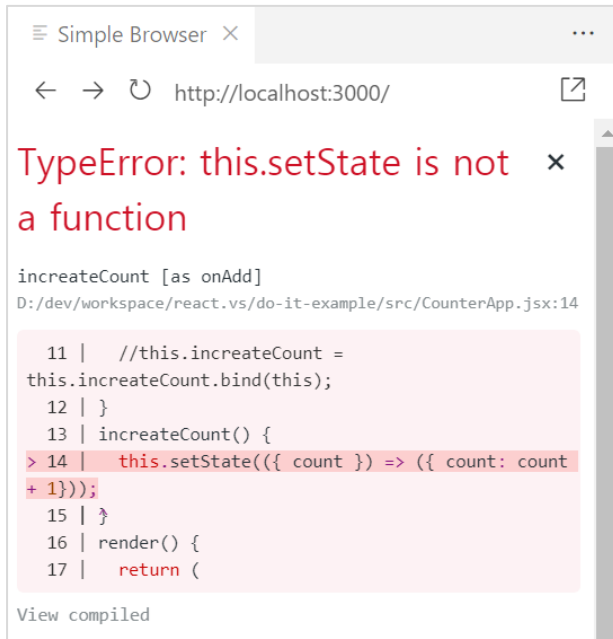 Simple Browser ×
http://localhost:3000/
TypeError: this.setState is not
a function
increateCount [as onAdd]
D:/dev/workspace/react.vs/do-it-example/src/CounterApp.jsx:14
11 | //this.increateCount =
this.increateCount.bind(this);
12 | }
13 | increateCount() {
> 14 | this.setState(({ count }) => ({ count: count
+ 1}));
15 | }
16 | render() {
17 | return (
View compiled